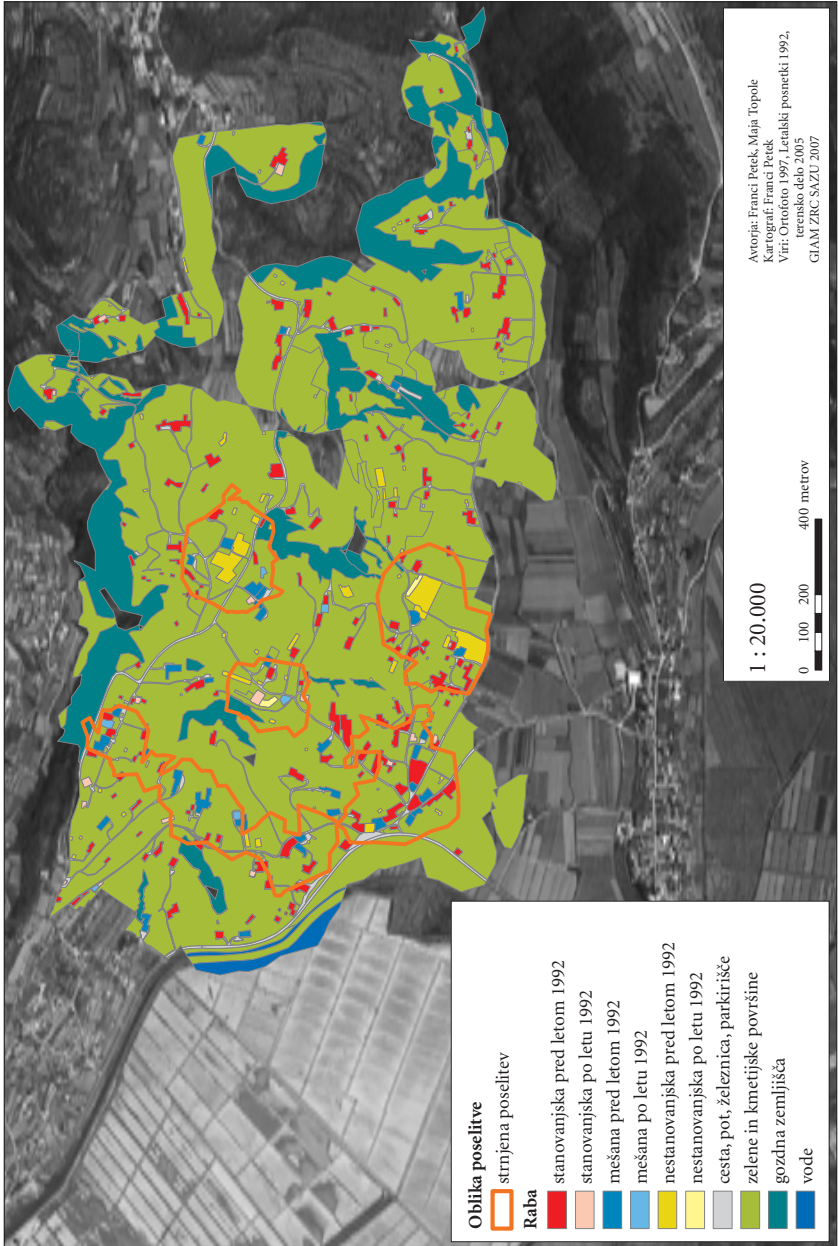 Oblika poselitve
strnjena poselitev
Raba
stanovanjska pred letom 1992
stanovanjska po letu 1992
mešana pred letom 1992
mešana po letu 1992
nestanovanjska pred letom 1992
nestanovanjska po letu 1992
cesta, pot, železnica, parkirišče
zelene in kmetijske površine
gozdna zemljišča
vode
1 : 20.000
0 100 200 400 metrov
Avtorja: Franci Petek, Maja Topole
Kartograf: Franci Petek
Viri: Ortofoto 1997, Letalski posnetki 1992,
terensko delo 2005
GIAM ZRC SAZU 2007